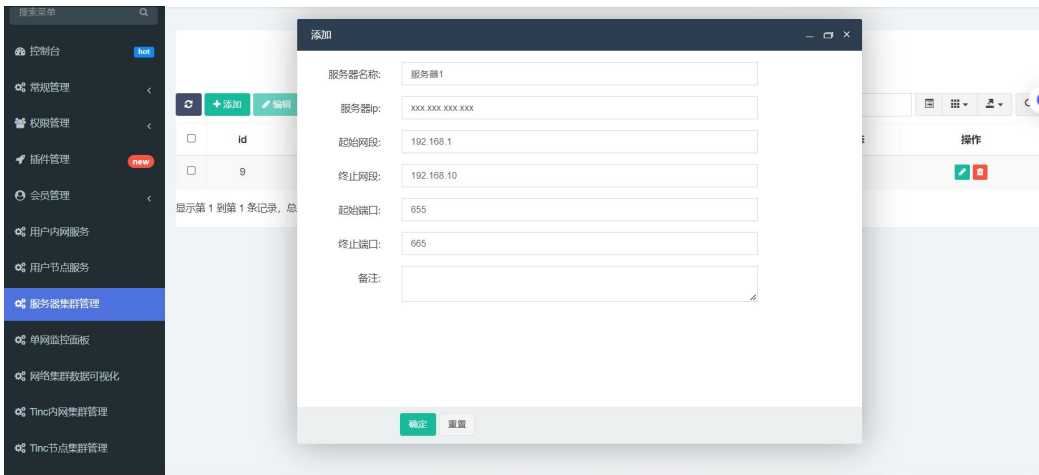 搜索菜单
控制台 hot
常规管理
权限管理
插件管理 new
会员管理
用户内网服务
用户节点服务
服务器集群管理
单网监控面板
网络集群数据可视化
Tinc内网集群管理
Tinc节点集群管理
添加 编辑
id
操作
9
显示第 1 到第 1 条记录，总
添加
服务器名称: 服务器1
服务器ip: xxx.xxx.xxx.xxx
起始网段: 192.168.1
终止网段: 192.168.10
起始端口: 655
终止端口: 665
备注:
确定 重置